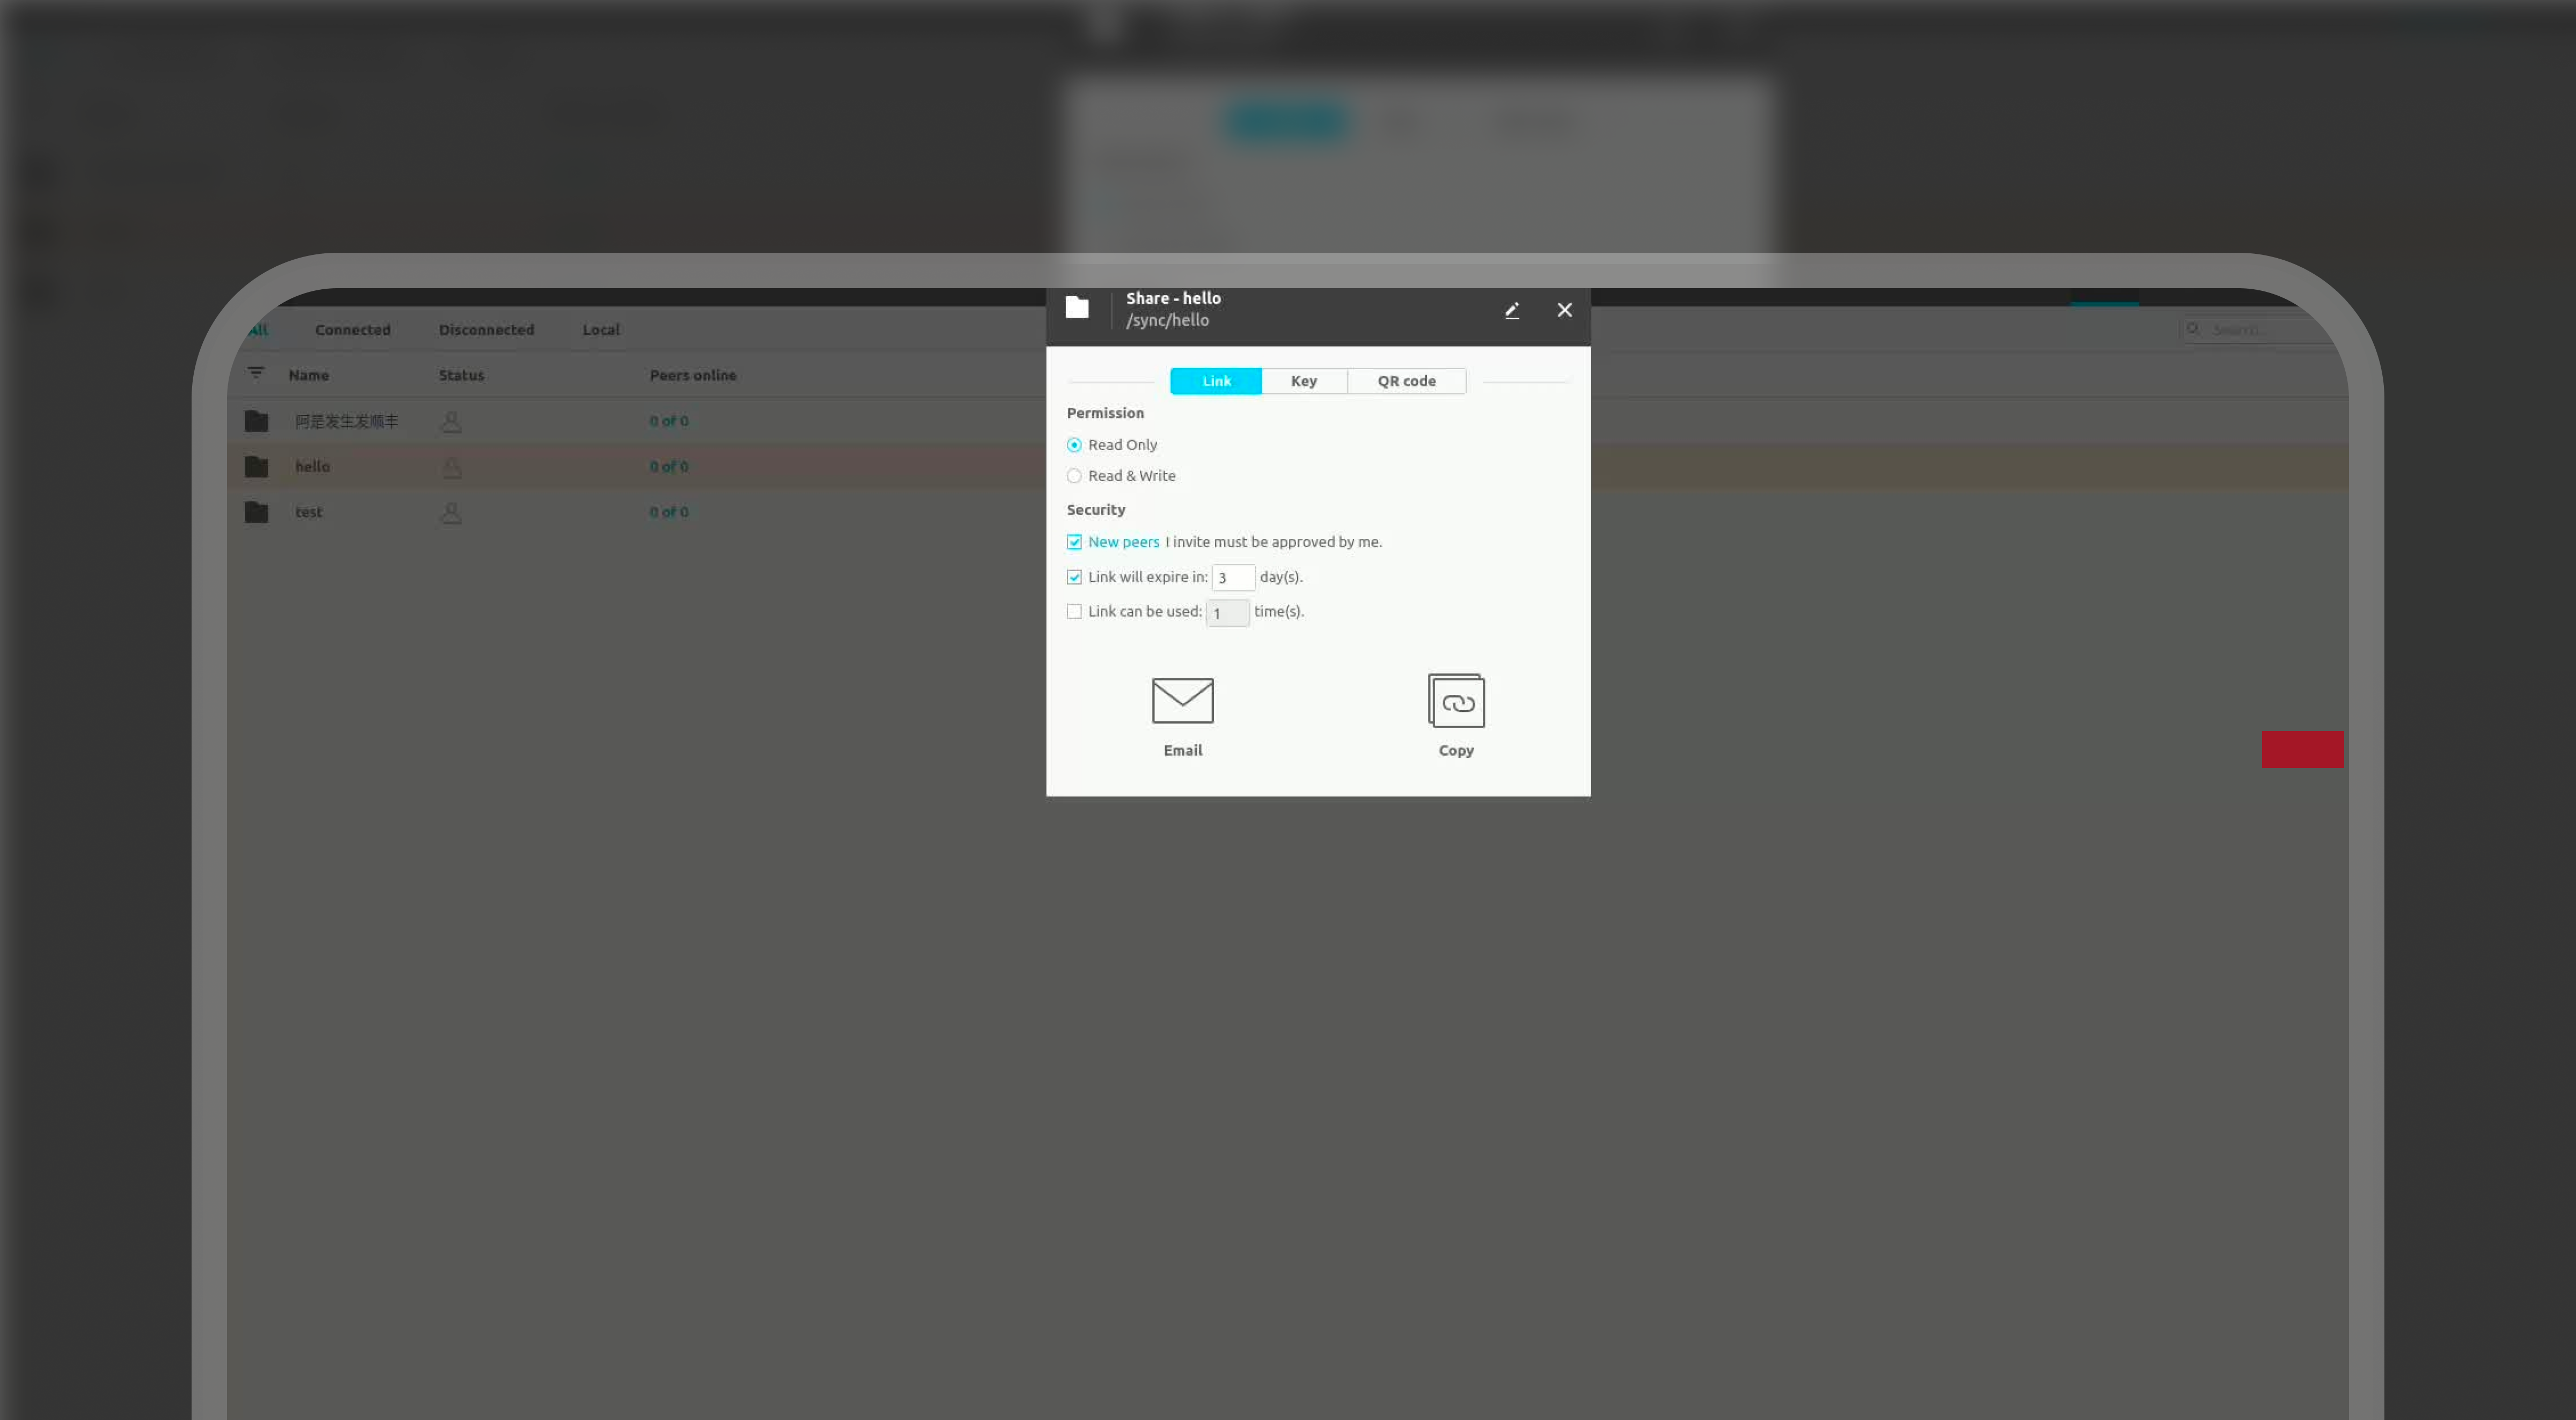 Share - hello
/sync/hello
All Connected Disconnected Local
Search...
Name Status Peers online
阿是发生发顺丰 0 of 0
hello 0 of 0
test 0 of 0
Link Key QR code
Permission
Read Only
Read & Write
Security
New peers I invite must be approved by me.
Link will expire in: 3 day(s).
Link can be used: 1 time(s).
Email Copy